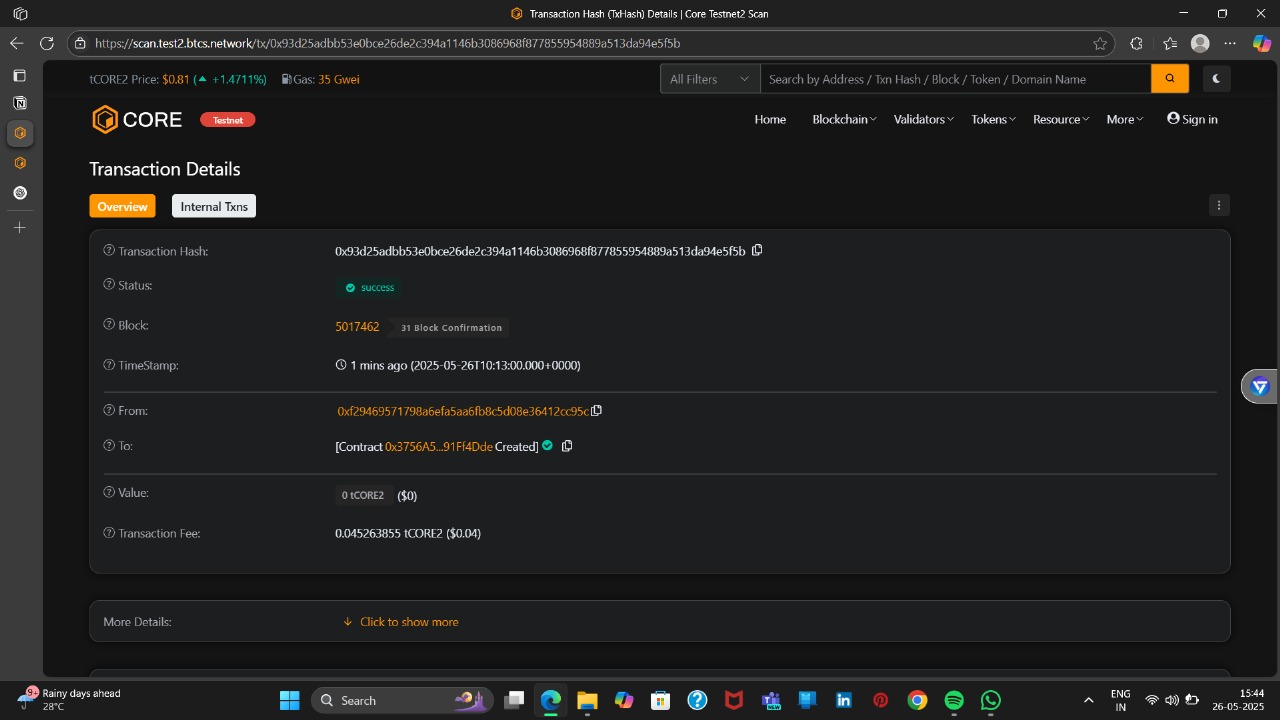 Transaction Hash (TxHash) Details | Core Testnet2 Scan
https://scan.test2.btcs.network/tx/0x93d25adbb53e0bce26de2c394a1146b3086968f877855954889a513da94e5f5b
tCORE2 Price: $0.81 ( +1.4711%) Gas: 35 Gwei
All Filters Search by Address / Txn Hash / Block / Token / Domain Name
CORE Testnet Home Blockchain Validators Tokens Resource More Sign in
Transaction Details
Overview Internal Txns
Transaction Hash: 0x93d25adbb53e0bce26de2c394a1146b3086968f877855954889a513da94e5f5b
Status: success
Block: 5017462 31 Block Confirmation
TimeStamp: 1 mins ago (2025-05-26T10:13:00.000+0000)
From: 0xf29469571798a6efa5aa6fb8c5d08e36412cc95c
To: [Contract 0x3756A5...91Ff4Dde Created]
Value: 0 tCORE2 ($0)
Transaction Fee: 0.045263855 tCORE2 ($0.04)
More Details: Click to show more
9+ Rainy days ahead
28°C
Search
ENG
IN
15:44
26-05-2025